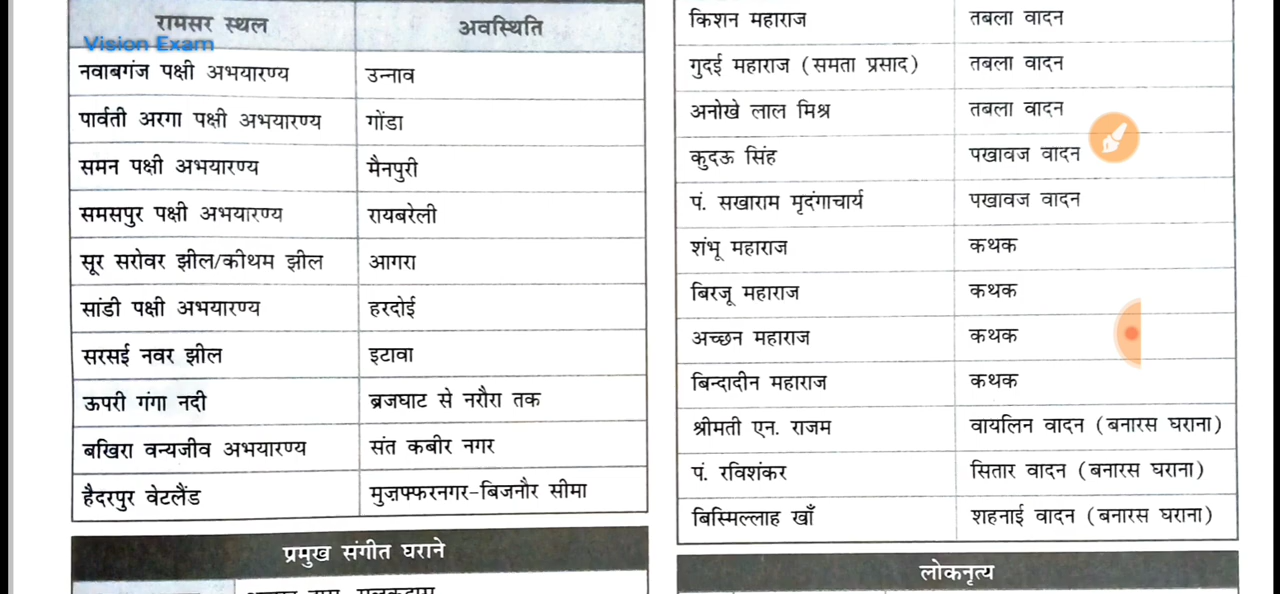 रामसर स्थल अवस्थिति
Vision Exam
नवाबगंज पक्षी अभयारण्य उन्नाव
पार्वती अरगा पक्षी अभयारण्य गोंडा
समन पक्षी अभयारण्य मैनपुरी
समसपुर पक्षी अभयारण्य रायबरेली
सूर सरोवर झील/कीथम झील आगरा
सांडी पक्षी अभयारण्य हरदोई
सरसई नवर झील इटावा
ऊपरी गंगा नदी ब्रजघाट से नरौरा तक
बखिरा वन्यजीव अभयारण्य संत कबीर नगर
हैदरपुर वेटलैंड मुज़फ्फरनगर-बिजनौर सीमा
प्रमुख संगीत घराने
किशन महाराज तबला वादन
गुदई महाराज (समता प्रसाद) तबला वादन
अनोखे लाल मिश्र तबला वादन
कुदऊ सिंह पखावज वादन
पं. सखाराम मृदंगाचार्य पखावज वादन
शंभू महाराज कथक
बिरजू महाराज कथक
अच्छन महाराज कथक
बिन्दादीन महाराज कथक
श्रीमती एन. राजम वायलिन वादन (बनारस घराना)
पं. रविशंकर सितार वादन (बनारस घराना)
बिस्मिल्लाह खाँ शहनाई वादन (बनारस घराना)
लोकनृत्य